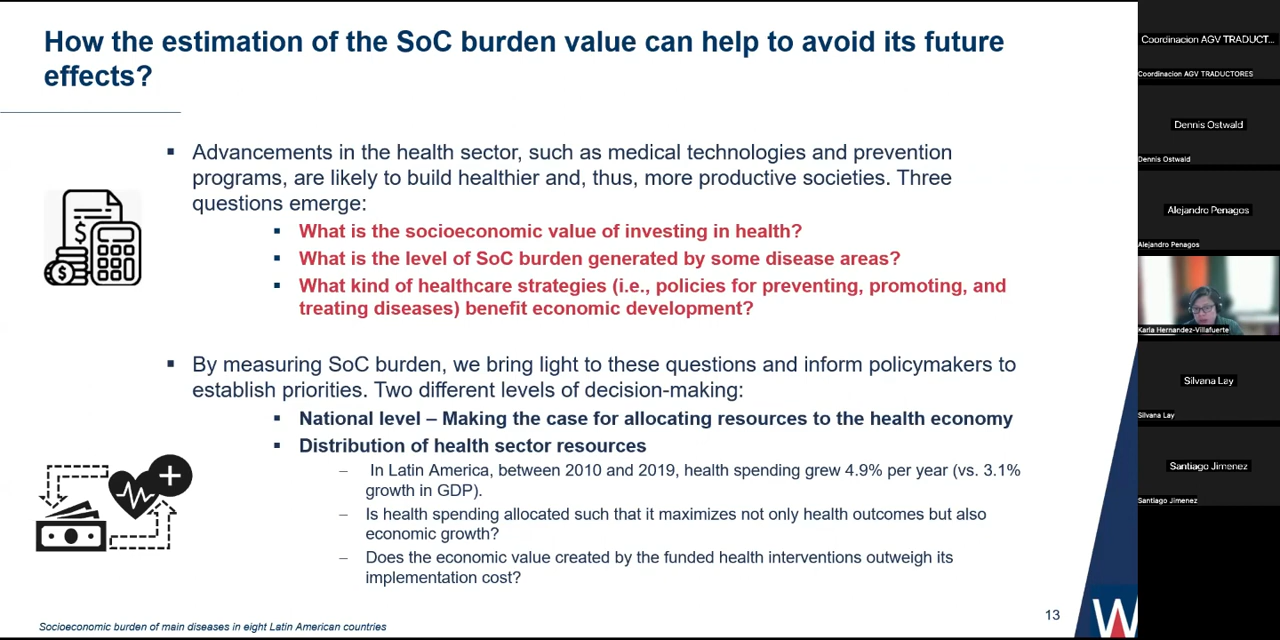 How the estimation of the SoC burden value can help to avoid its future
effects?
▪ Advancements in the health sector, such as medical technologies and prevention
programs, are likely to build healthier and, thus, more productive societies. Three
questions emerge:
▪ What is the socioeconomic value of investing in health?
▪ What is the level of SoC burden generated by some disease areas?
▪ What kind of healthcare strategies (i.e., policies for preventing, promoting, and
treating diseases) benefit economic development?
▪ By measuring SoC burden, we bring light to these questions and inform policymakers to
establish priorities. Two different levels of decision-making:
▪ National level – Making the case for allocating resources to the health economy
▪ Distribution of health sector resources
– In Latin America, between 2010 and 2019, health spending grew 4.9% per year (vs. 3.1%
growth in GDP).
– Is health spending allocated such that it maximizes not only health outcomes but also
economic growth?
– Does the economic value created by the funded health interventions outweigh its
implementation cost?
13
Socioeconomic burden of main diseases in eight Latin American countries
W
Coordinacion AGV TRADUCT...
Coordinacion AGV TRADUCTORES
Dennis Ostwald
Dennis Ostwald
Alejandro Penagos
Alejandro Penagos
Karla Hernandez-Villafuerte
Silvana Lay
Silvana Lay
Santiago Jimenez
Santiago Jimenez